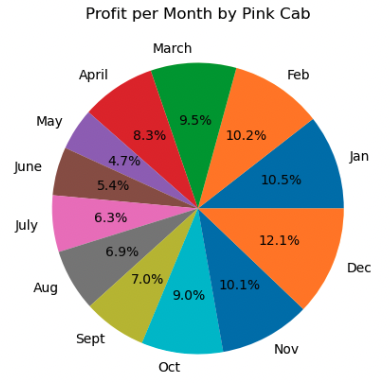 Profit per Month by Pink Cab
Jan
10.5%
Feb
10.2%
March
9.5%
April
8.3%
May
4.7%
June
5.4%
July
6.3%
Aug
6.9%
Sept
7.0%
Oct
9.0%
Nov
10.1%
Dec
12.1%